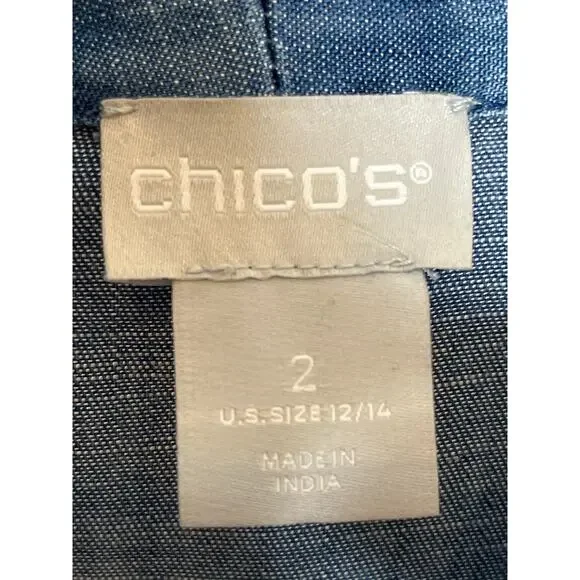 chico's®
2
U.S. SIZE 12/14
MADE IN
INDIA